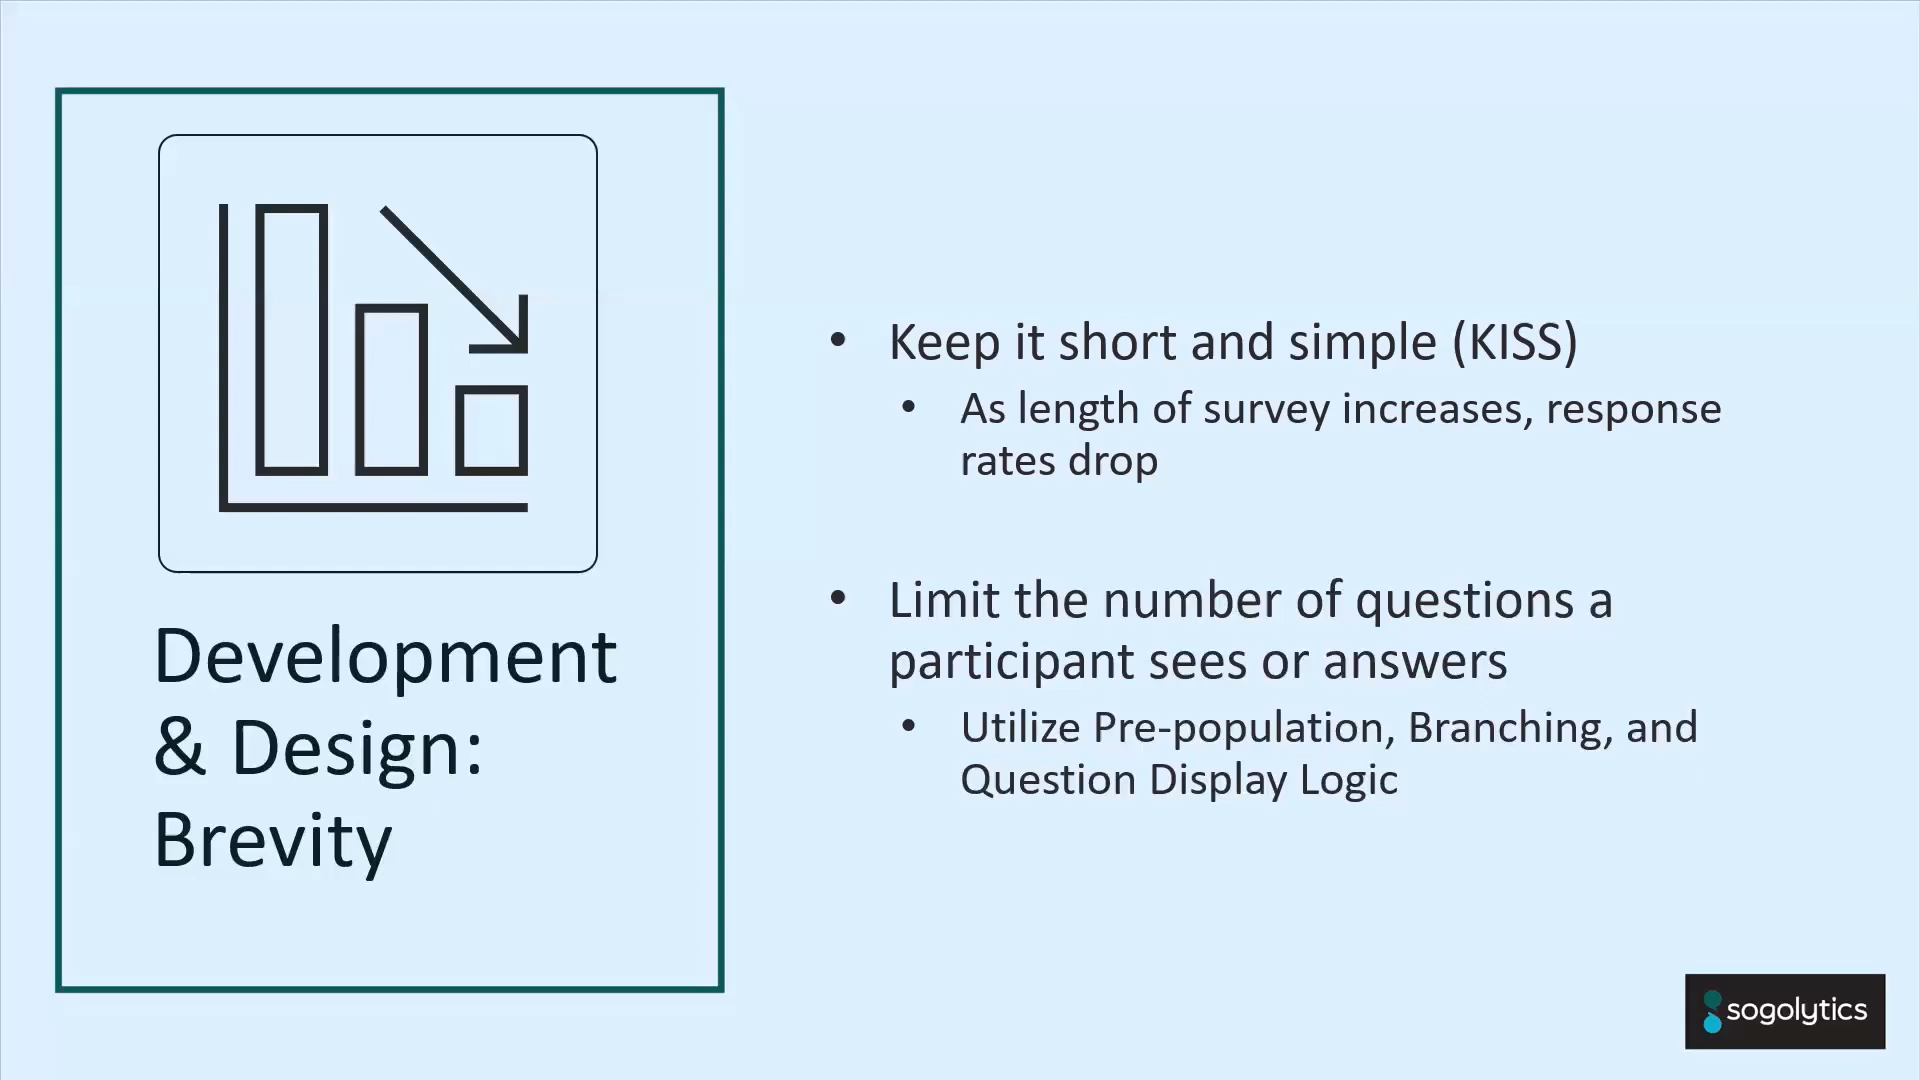 Development
& Design:
Brevity
• Keep it short and simple (KISS)
• As length of survey increases, response
rates drop
• Limit the number of questions a
participant sees or answers
• Utilize Pre-population, Branching, and
Question Display Logic
sogolytics